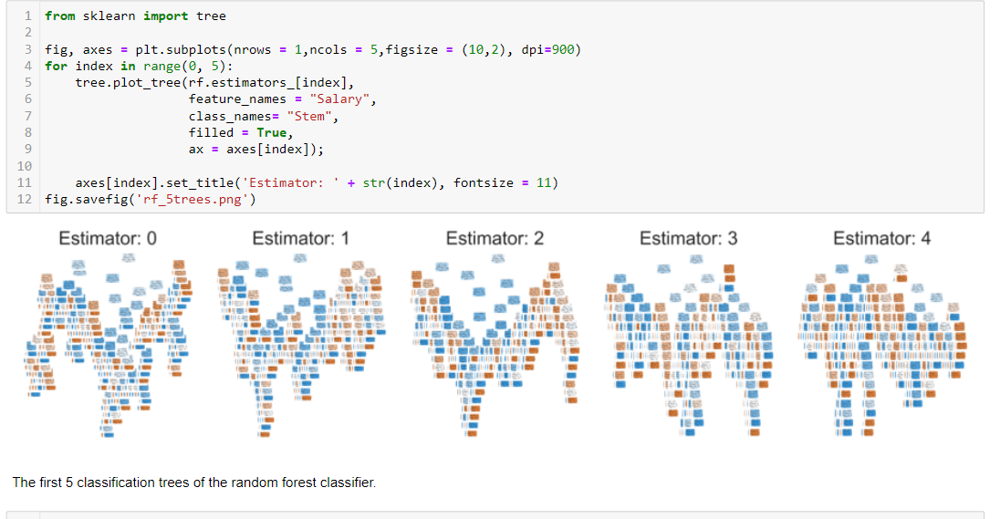 1 from sklearn import tree
2
3 fig, axes = plt.subplots(nrows = 1,ncols = 5,figsize = (10,2), dpi=900)
4 for index in range(0, 5):
5     tree.plot_tree(rf.estimators_[index],
6                    feature_names = "Salary",
7                    class_names= "Stem",
8                    filled = True,
9                    ax = axes[index]);
10
11     axes[index].set_title('Estimator: ' + str(index), fontsize = 11)
12 fig.savefig('rf_5trees.png')
Estimator: 0 Estimator: 1 Estimator: 2 Estimator: 3 Estimator: 4
The first 5 classification trees of the random forest classifier.